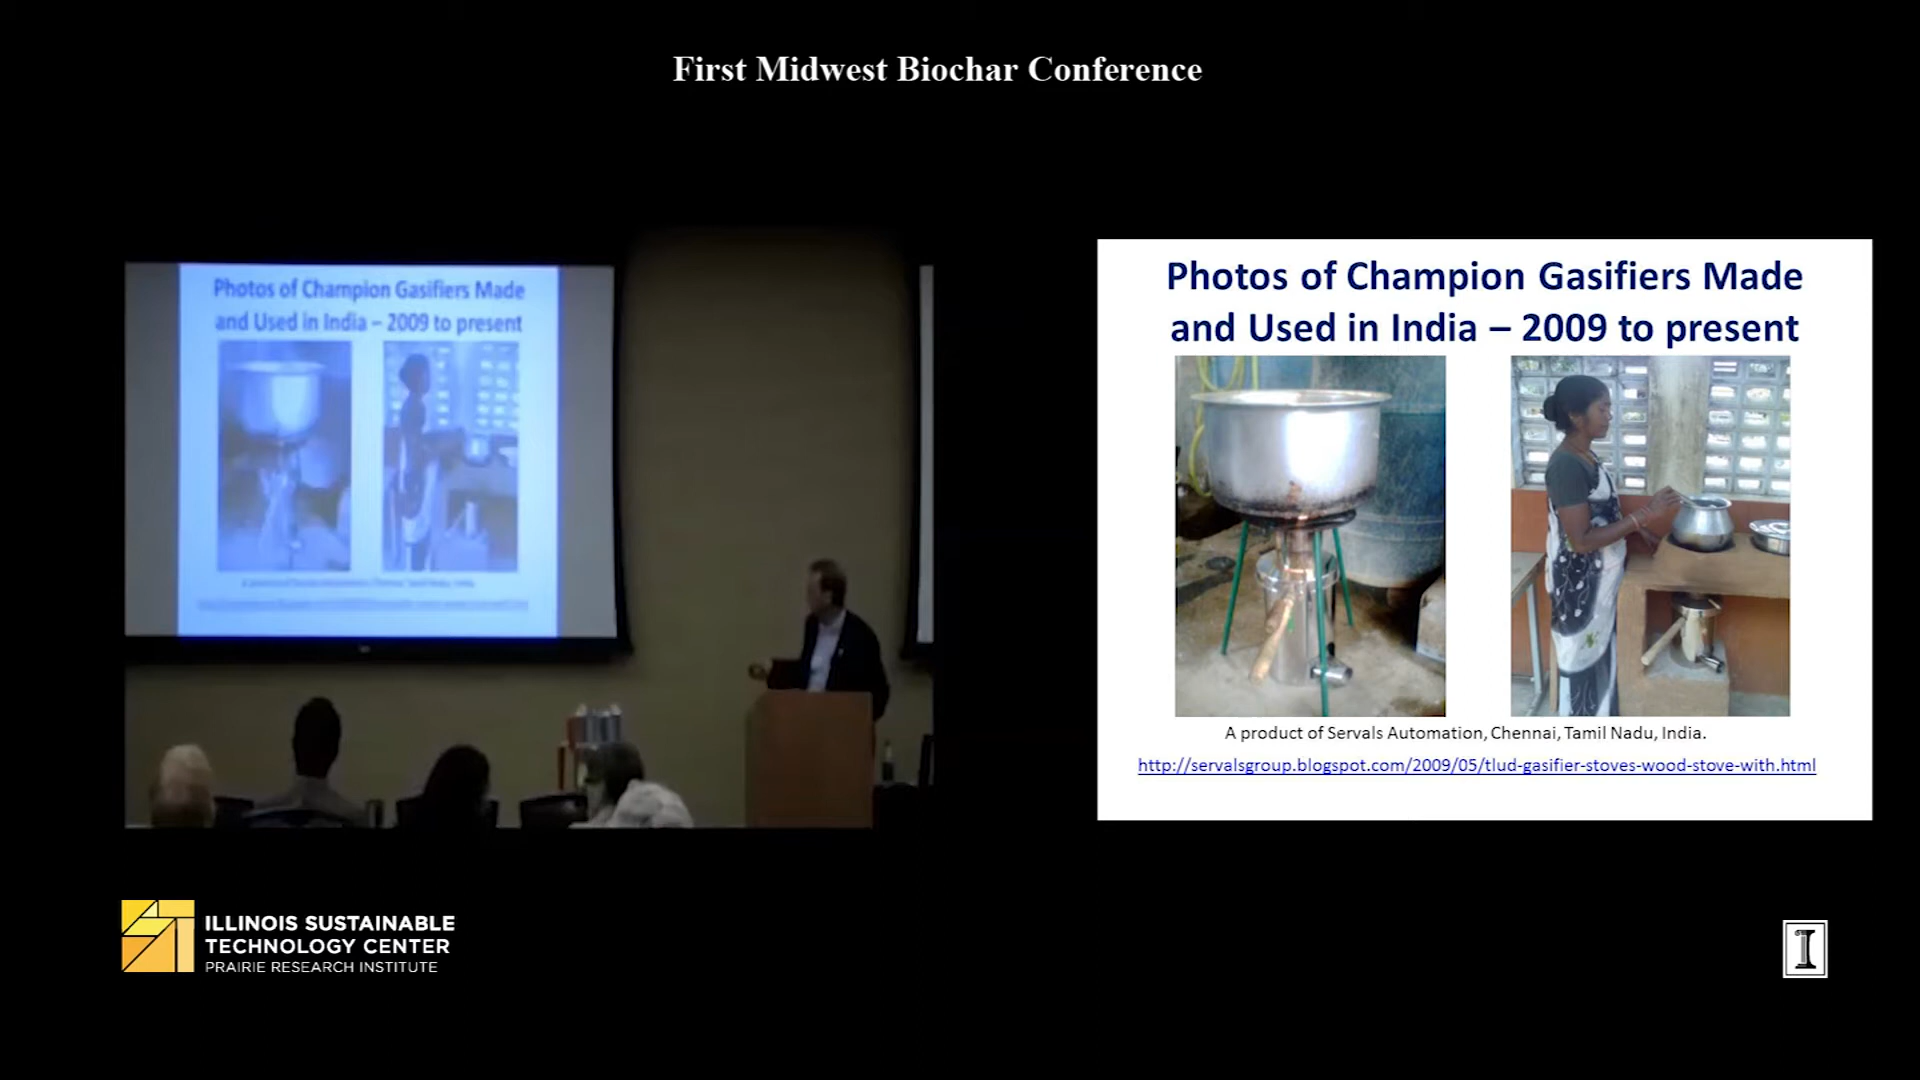 First Midwest Biochar Conference
Photos of Champion Gasifiers Made
and Used in India – 2009 to present
Photos of Champion Gasifiers Made
and Used in India – 2009 to present
A product of Servals Automation, Chennai, Tamil Nadu, India.
http://servalsgroup.blogspot.com/2009/05/tlud-gasifier-stoves-wood-stove-with.html
ILLINOIS SUSTAINABLE
TECHNOLOGY CENTER
PRAIRIE RESEARCH INSTITUTE
I